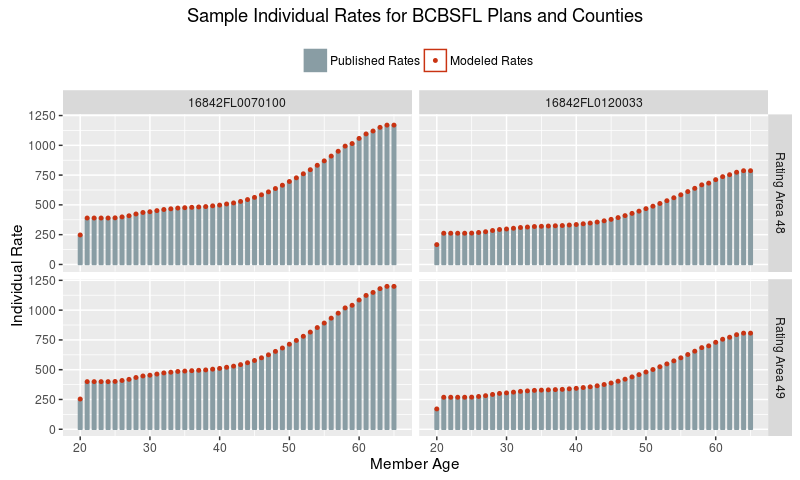 Sample Individual Rates for BCBSFL Plans and Counties
Published Rates Modeled Rates
16842FL0070100 16842FL0120033
Individual Rate
1250
1000
750
500
250
0
Rating Area 48
1250
1000
750
500
250
0
Rating Area 49
20 30 40 50 60 20 30 40 50 60
Member Age